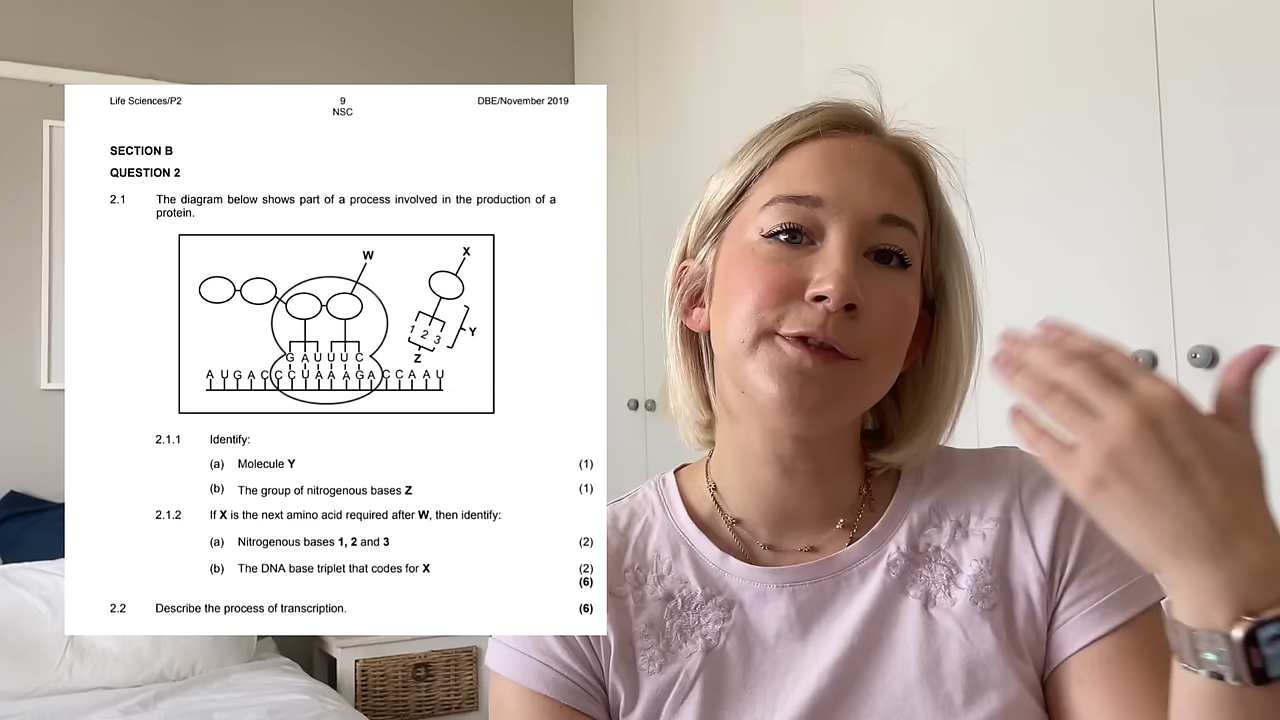 Life Sciences/P2 9 DBE/November 2019
NSC
SECTION B
QUESTION 2
2.1 The diagram below shows part of a process involved in the production of a
protein.
W X
1 2 3 Y
Z
G A U U U C
A U G A C C C U A A A G A C C A A U
2.1.1 Identify:
(a) Molecule Y (1)
(b) The group of nitrogenous bases Z (1)
2.1.2 If X is the next amino acid required after W, then identify:
(a) Nitrogenous bases 1, 2 and 3 (2)
(b) The DNA base triplet that codes for X (2)
(6)
2.2 Describe the process of transcription. (6)